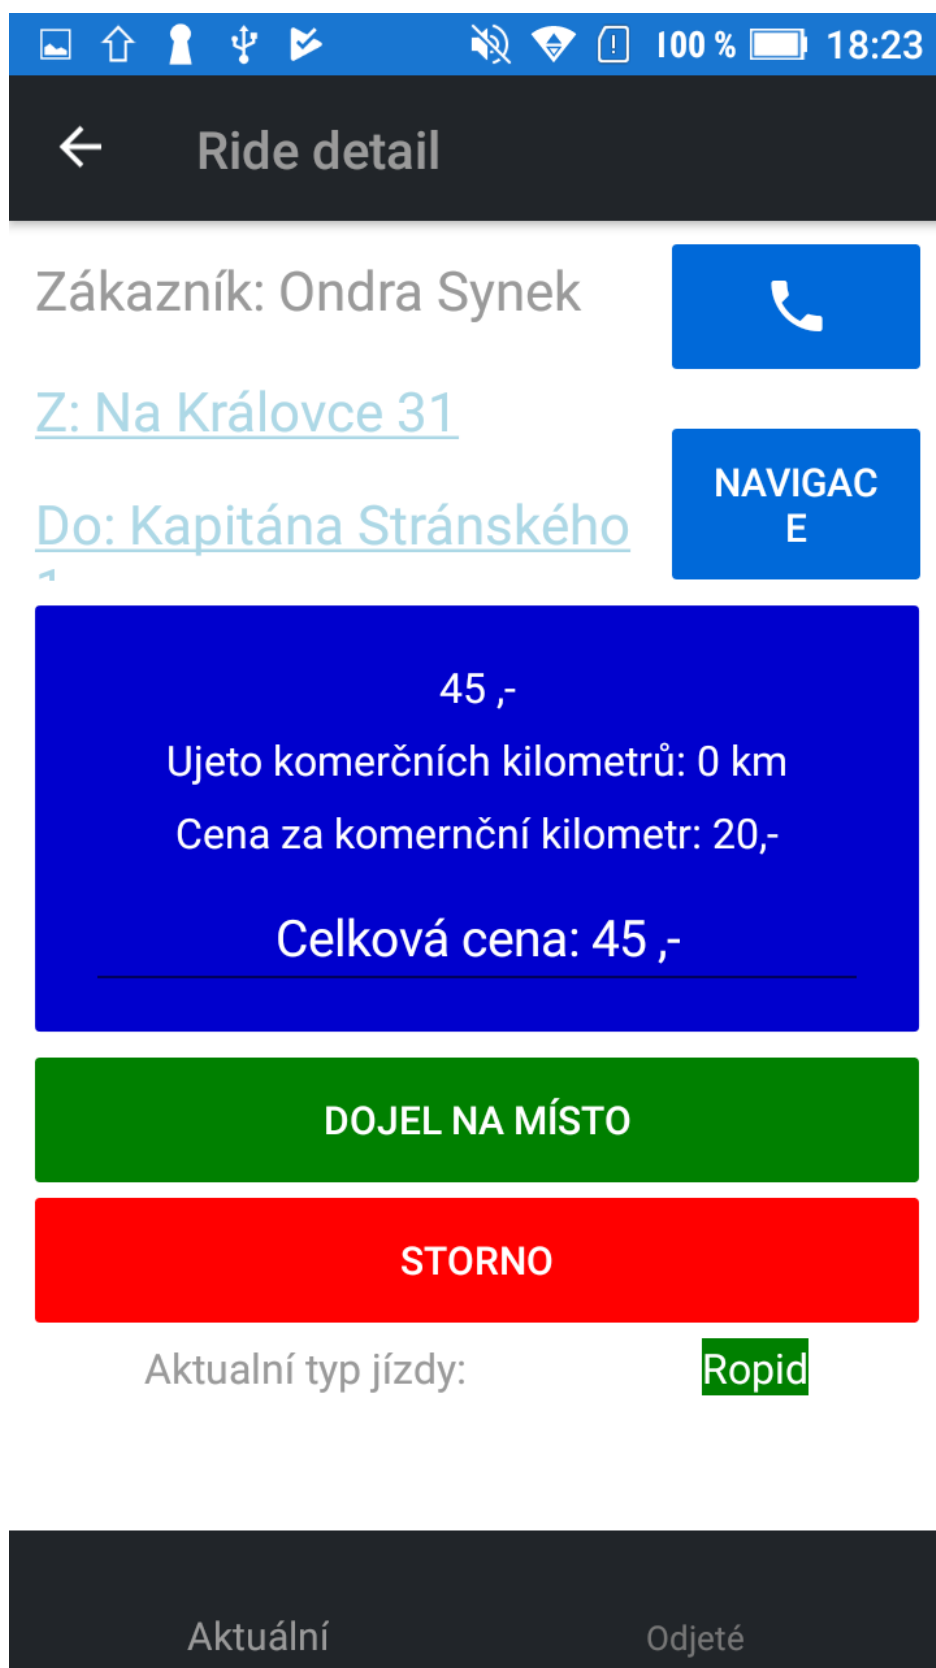 100 % 18:23
Ride detail
Zákazník: Ondra Synek
Z: Na Královce 31
NAVIGAC
E
Do: Kapitána Stránského
45 ,-
Ujeto komerčních kilometrů: 0 km
Cena za komernční kilometr: 20,-
Celková cena: 45 ,-
DOJEL NA MÍSTO
STORNO
Aktualní typ jízdy: Ropid
Aktuální Odjeté